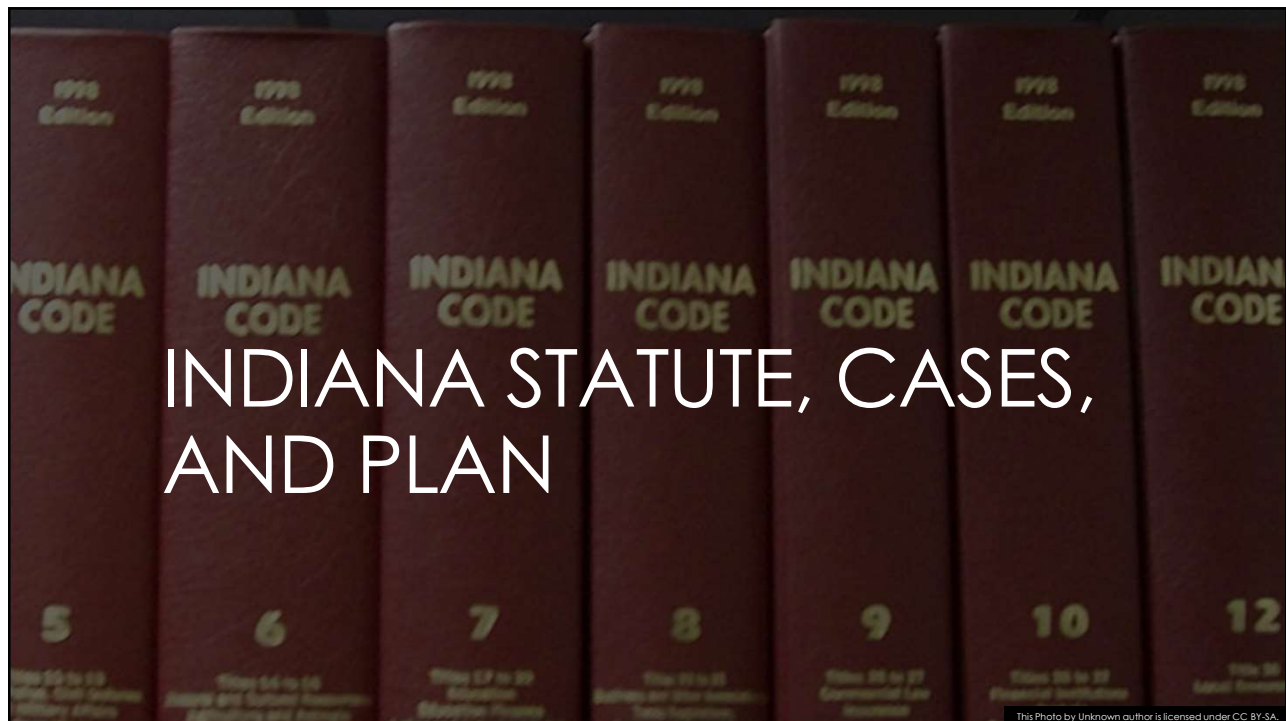 1998
Edition
NDIANA
CODE
5
1998
Edition
INDIANA
CODE
6
1998
Edition
INDIANA
CODE
7
1998
Edition
INDIANA
CODE
8
1998
Edition
INDIANA
CODE
9
1998
Edition
INDIANA
CODE
10
1998
Edition
INDIAN
CODE
12
INDIANA STATUTE, CASES,
AND PLAN
This Photo by Unknown author is licensed under CC BY-SA.